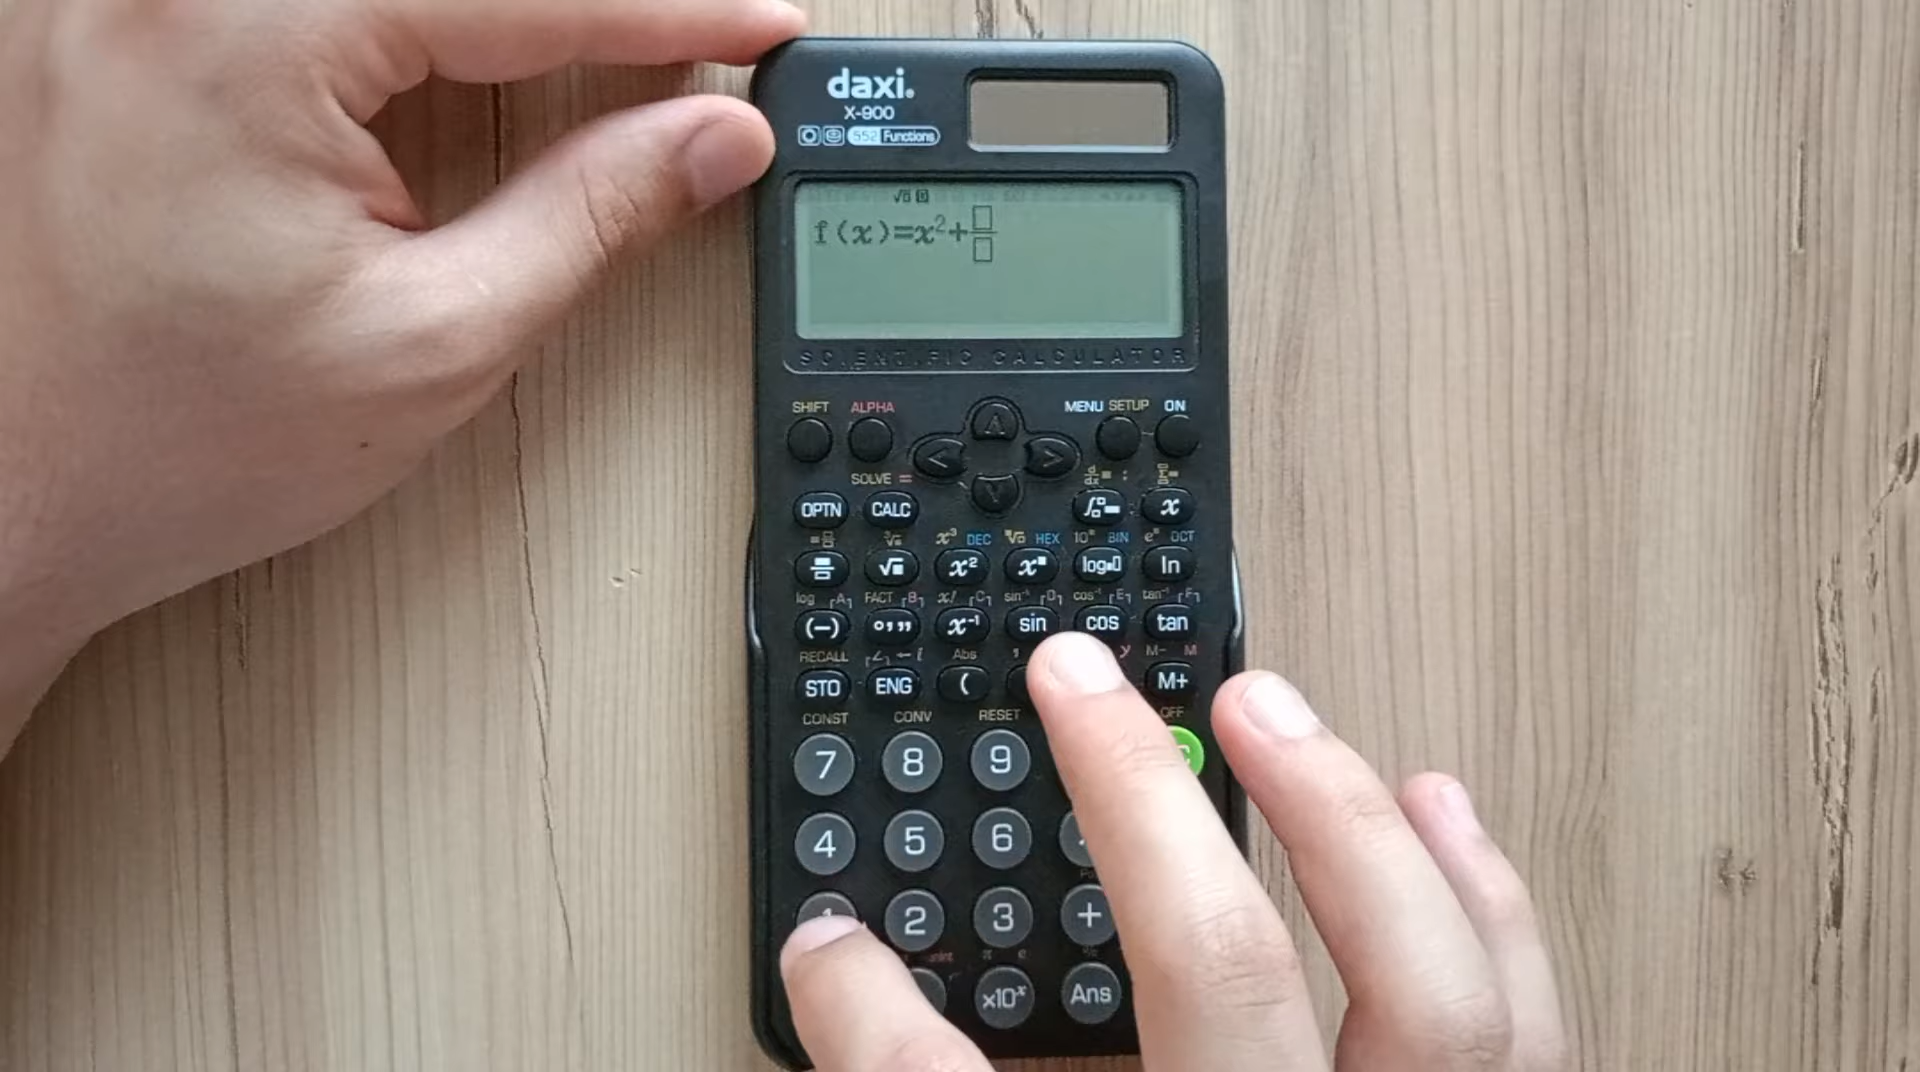 daxi.
X-900
552 Functions
f(x)=x²+
SCIENTIFIC CALCULATOR
SHIFT ALPHA MENU SETUP ON
SOLVE =
OPTN CALC x
x³ DEC HEX 10ˣ BIN eˣ OCT
√ x² x log ln
log A FACT B x! C sin⁻¹ D cos⁻¹ E tan⁻¹ F
(−) °,,, x⁻¹ sin cos tan
RECALL ∠ ← i Abs , y M− M
STO ENG ( M+
CONST CONV RESET OFF
7 8 9
4 5 6
1 2 3 +
π e %
×10ˣ Ans